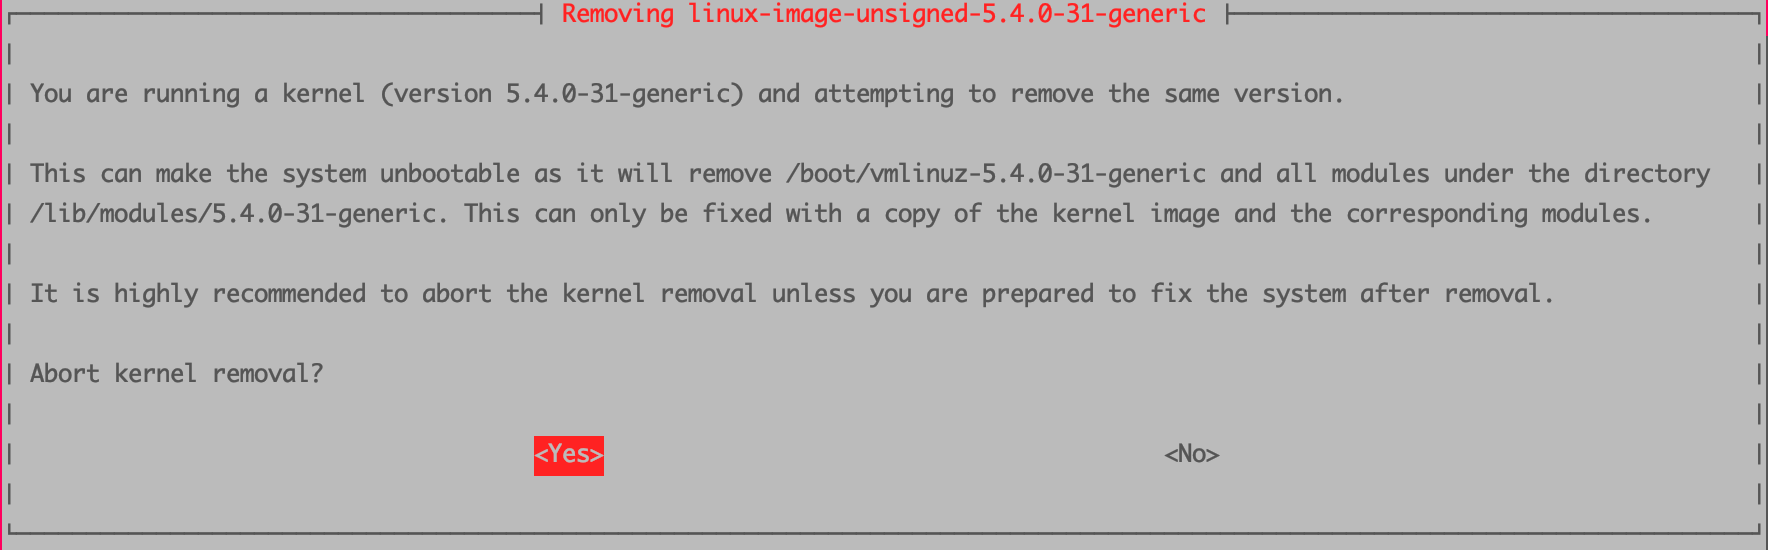 Removing linux-image-unsigned-5.4.0-31-generic
You are running a kernel (version 5.4.0-31-generic) and attempting to remove the same version.
This can make the system unbootable as it will remove /boot/vmlinuz-5.4.0-31-generic and all modules under the directory
/lib/modules/5.4.0-31-generic. This can only be fixed with a copy of the kernel image and the corresponding modules.
It is highly recommended to abort the kernel removal unless you are prepared to fix the system after removal.
Abort kernel removal?
<Yes> <No>